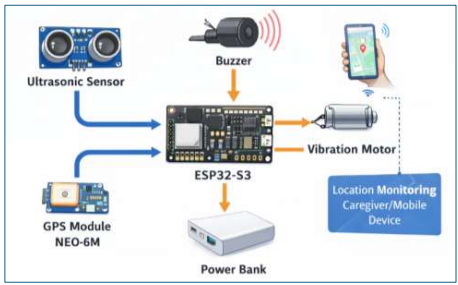 Buzzer
Ultrasonic Sensor
Vibration Motor
ESP32-S3
Location Monitoring
Caregiver/Mobile
Device
GPS Module
NEO-6M
Power Bank